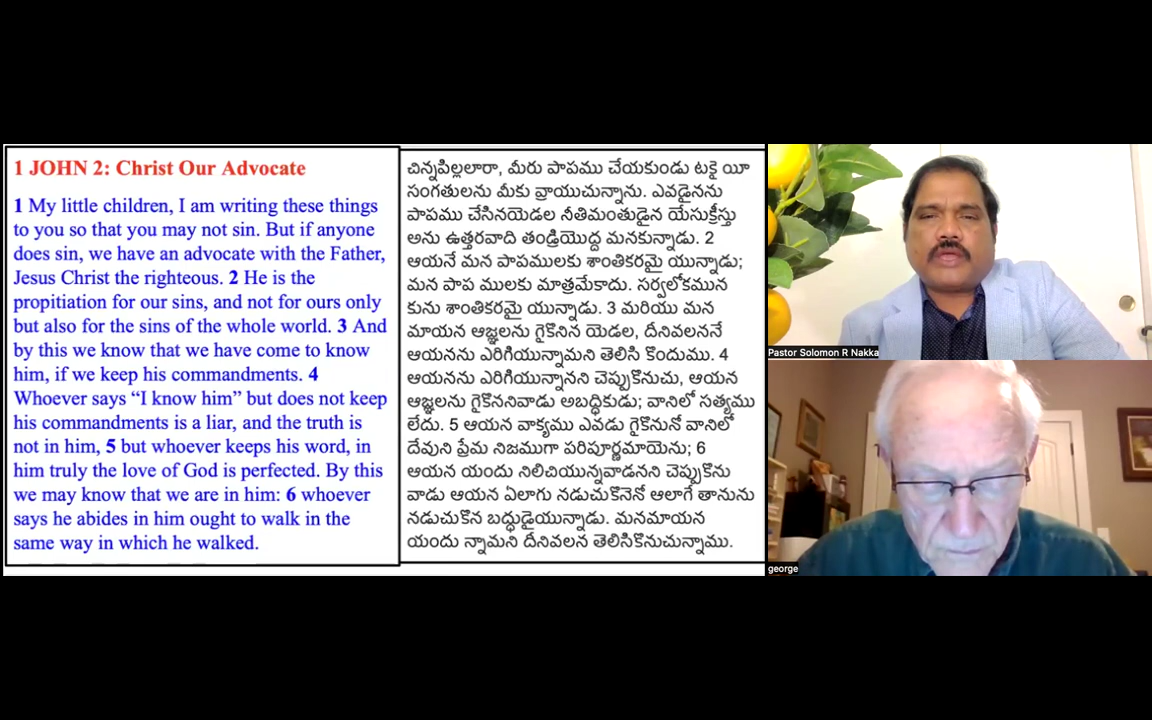 1 JOHN 2: Christ Our Advocate
1 My little children, I am writing these things
to you so that you may not sin. But if anyone
does sin, we have an advocate with the Father,
Jesus Christ the righteous. 2 He is the
propitiation for our sins, and not for ours only
but also for the sins of the whole world. 3 And
by this we know that we have come to know
him, if we keep his commandments. 4
Whoever says “I know him” but does not keep
his commandments is a liar, and the truth is
not in him, 5 but whoever keeps his word, in
him truly the love of God is perfected. By this
we may know that we are in him: 6 whoever
says he abides in him ought to walk in the
same way in which he walked.
చిన్నపిల్లలారా, మీరు పాపము చేయకుండు టకై యీ
సంగతులను మీకు వ్రాయుచున్నాను. ఎవడైనను
పాపము చేసినయెడల నీతిమంతుడైన యేసుక్రీస్తు
అను ఉత్తరవాది తండ్రియొద్ద మనకున్నాడు. 2
ఆయనే మన పాపములకు శాంతికరమై యున్నాడు;
మన పాప ములకు మాత్రమేకాదు. సర్వలోకమున
కును శాంతికరమై యున్నాడు. 3 మరియు మన
మాయన ఆజ్ఞలను గైకొనిన యెడల, దీనివలననే
ఆయనను ఎరిగియున్నామని తెలిసి కొందుము. 4
ఆయనను ఎరిగియున్నానని చెప్పుకొనుచు, ఆయన
ఆజ్ఞలను గైకొననివాడు అబద్ధికుడు; వానిలో సత్యము
లేదు. 5 ఆయన వాక్యము ఎవడు గైకొనునో వానిలో
దేవుని ప్రేమ నిజముగా పరిపూర్ణమాయెను; 6
ఆయన యందు నిలిచియున్నవాడనని చెప్పుకొను
వాడు ఆయన ఏలాగు నడుచుకొనెనో ఆలాగే తానును
నడుచుకొన బద్ధుడైయున్నాడు. మనమాయన
యందు న్నామని దీనివలన తెలిసికొనుచున్నాము.
Pastor Solomon R Nakka
george